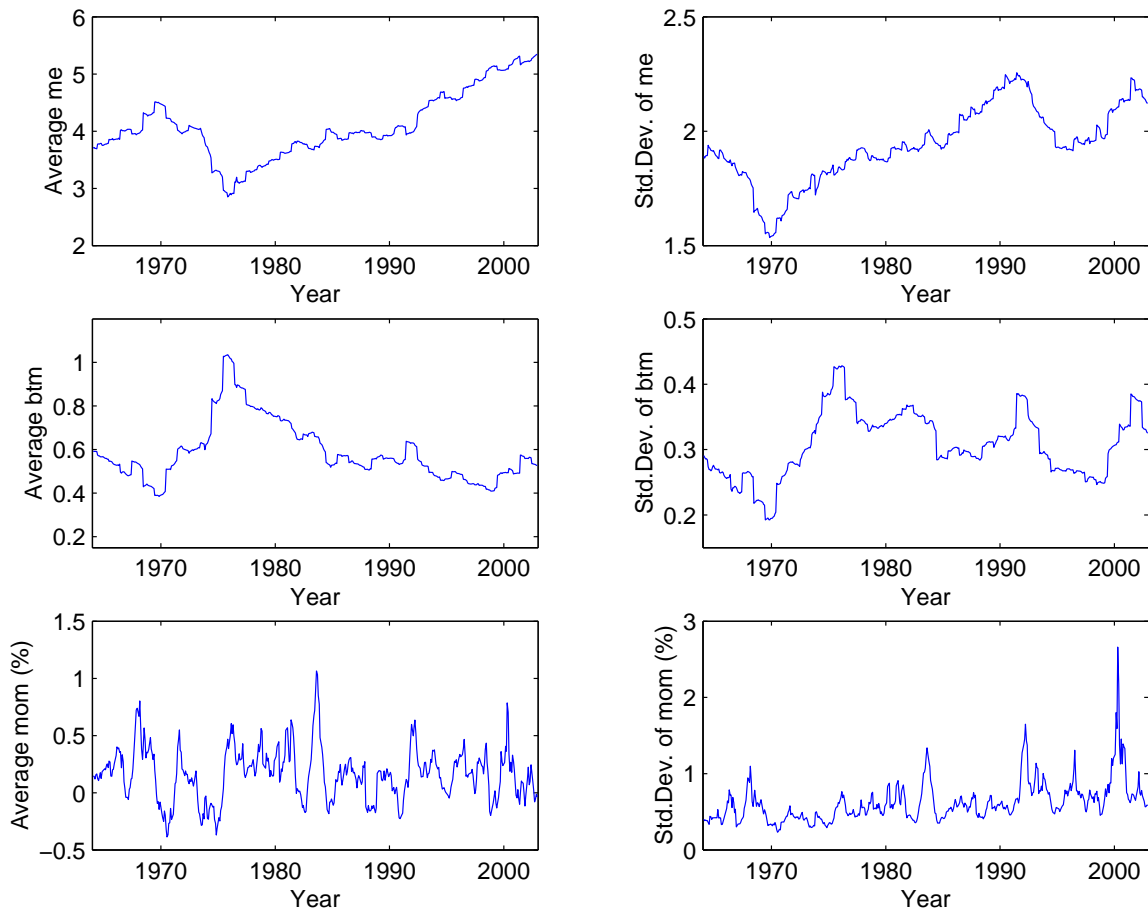 Average me
6
5
4
3
2
1970 1980 1990 2000
Year
Std.Dev. of me
2.5
2
1.5
1970 1980 1990 2000
Year
Average btm
1
0.8
0.6
0.4
0.2
1970 1980 1990 2000
Year
Std.Dev. of btm
0.5
0.4
0.3
0.2
1970 1980 1990 2000
Year
Average mom (%)
1.5
1
0.5
0
−0.5
1970 1980 1990 2000
Year
Std.Dev. of mom (%)
3
2
1
0
1970 1980 1990 2000
Year